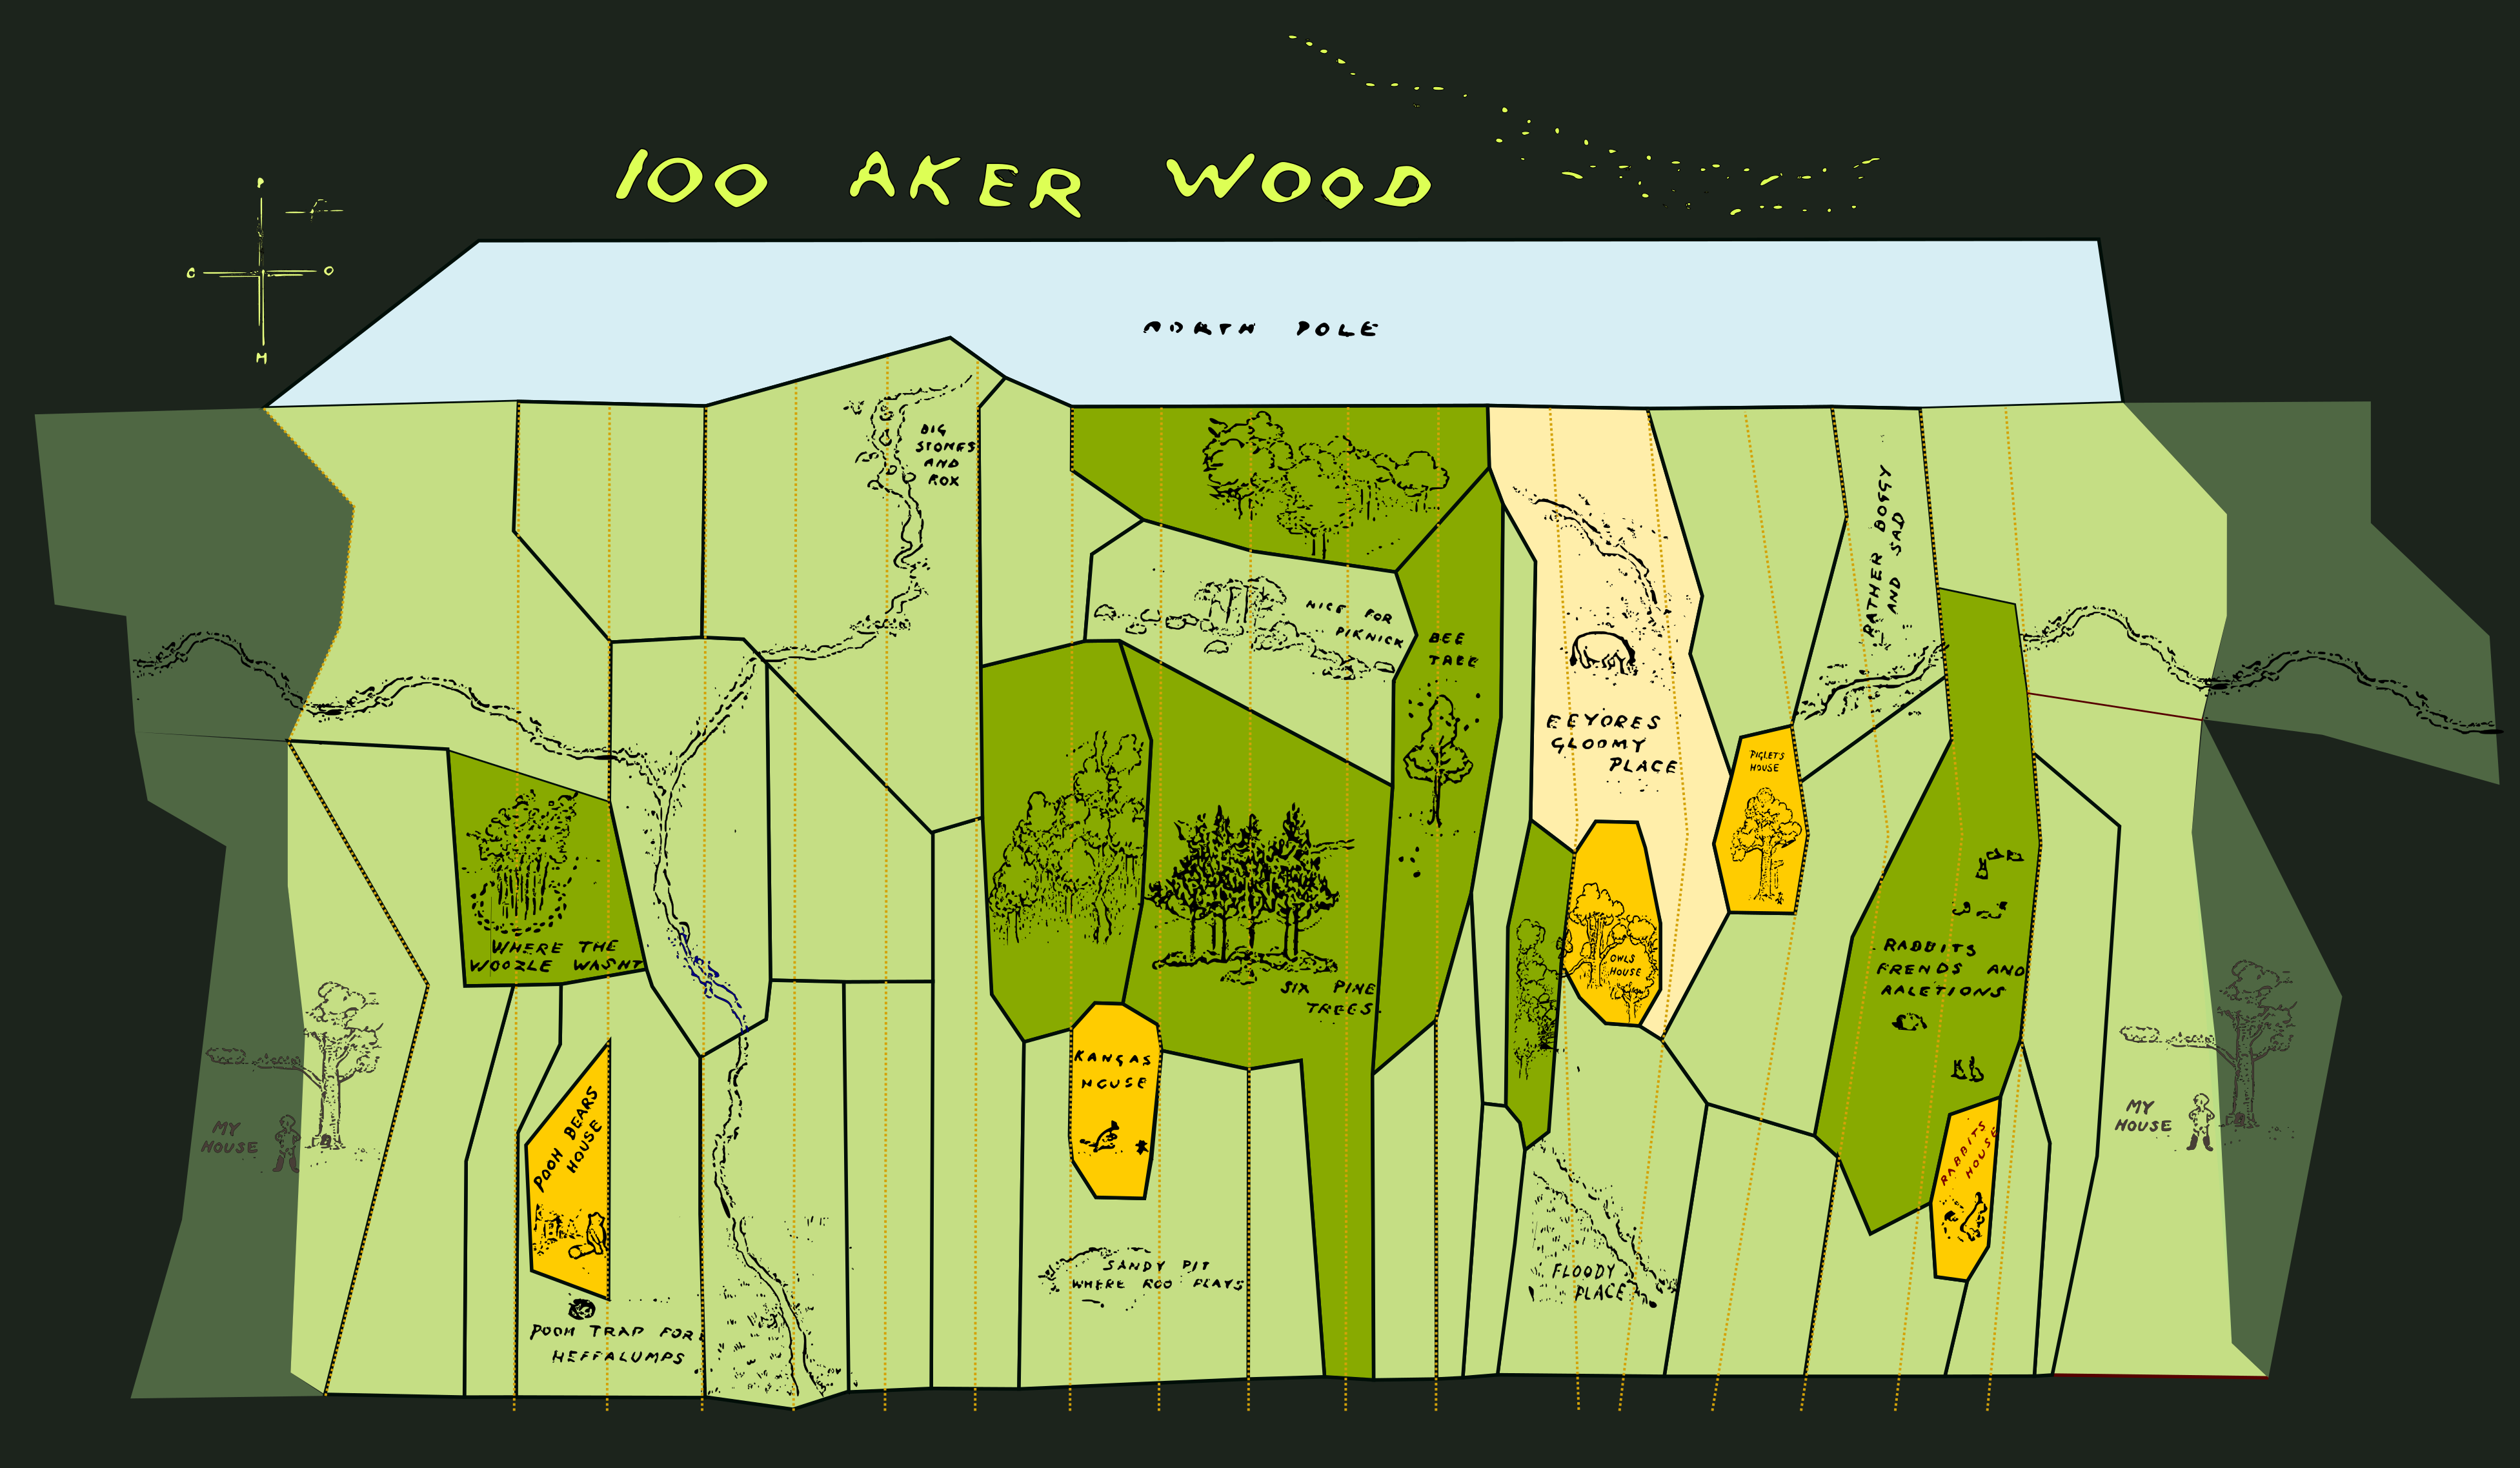 100 AKER WOOD
P
C O
H
NORTH POLE
BIG
STONES
AND
ROX
RATHER BOGGY
AND SAD
NICE FOR
PIKNICKS
BEE
TREE
EEYORES
GLOOMY
PLACE
PIGLETS
HOUSE
WHERE THE
WOOZLE WASNT
SIX PINE
TREES.
OWLS
HOUSE
RABBITS
FRENDS AND
RALETIONS
KANGAS
HOUSE
MY
HOUSE
POOH BEARS
HOUSE
MY
HOUSE
RABBITS
HOUSE
SANDY PIT
WHERE ROO PLAYS
FLOODY
PLACE
POOH TRAP FOR
HEFFALUMPS